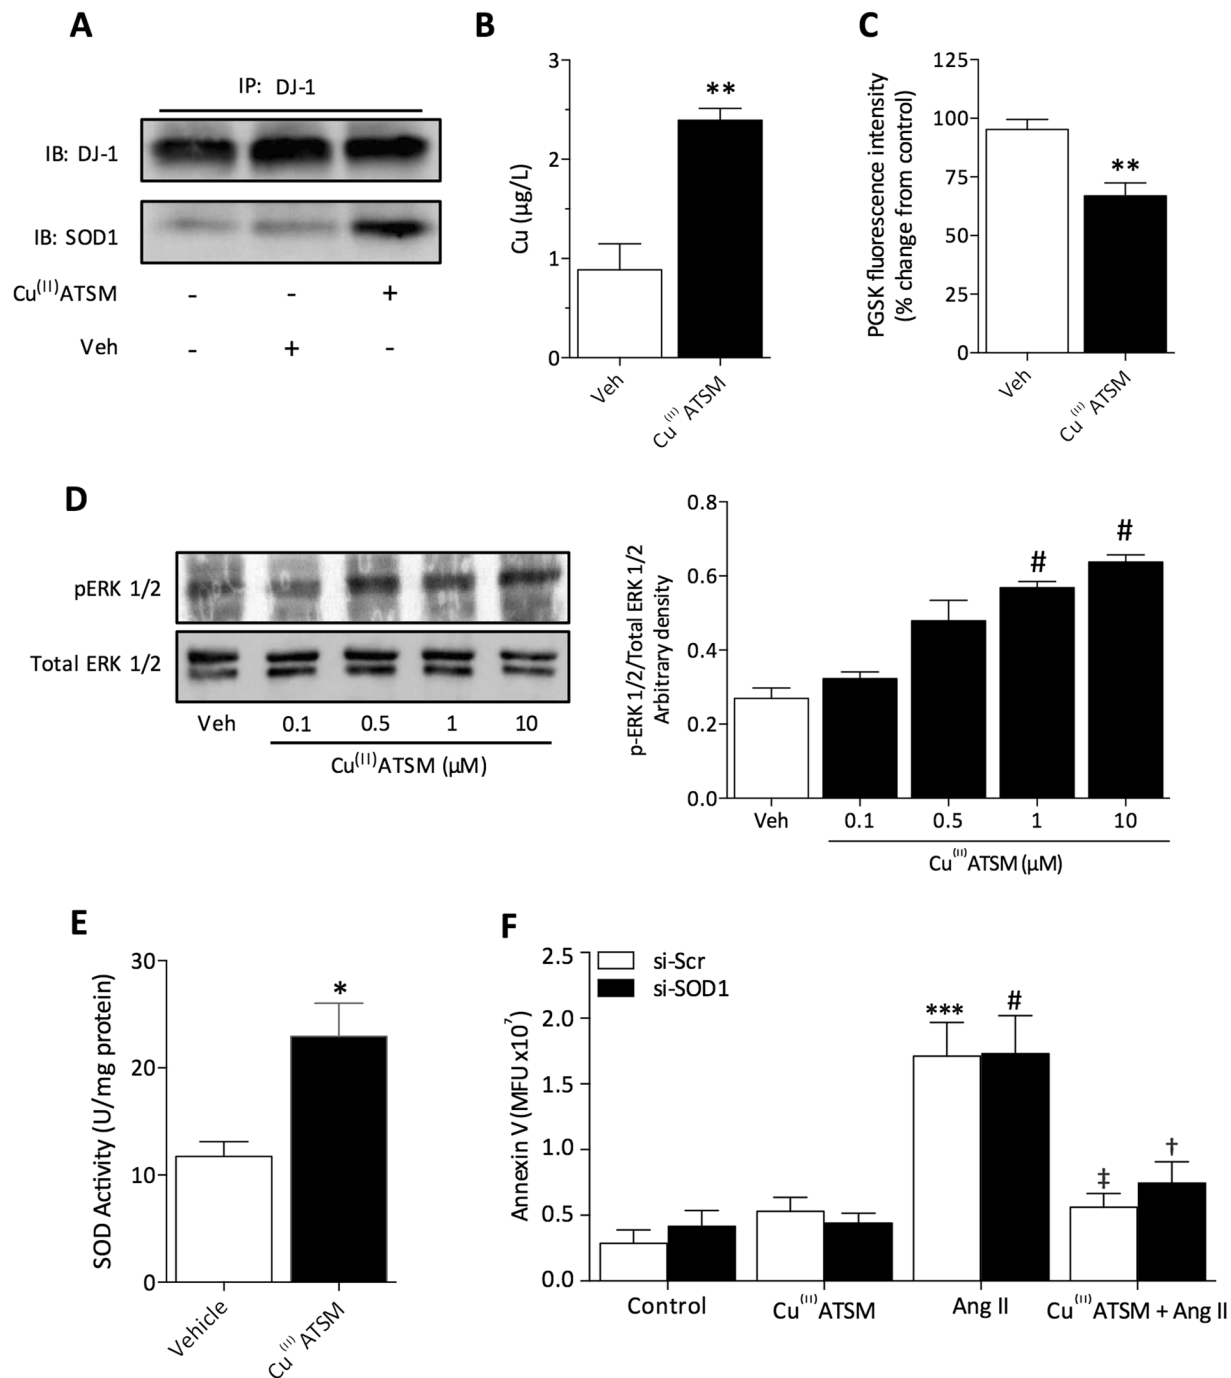 A
IP: DJ-1
IB: DJ-1
IB: SOD1
Cu(II)ATSM - - +
Veh - + -
B
Cu (µg/L)
3
2
1
0
**
Veh
Cu(II)ATSM
C
PGSK fluorescence intensity
(% change from control)
125
100
75
50
25
0
**
Veh
Cu(II)ATSM
D
pERK 1/2
Total ERK 1/2
Veh 0.1 0.5 1 10
Cu(II)ATSM (µM)
p-ERK 1/2/Total ERK 1/2
Arbitrary density
0.8
0.6
0.4
0.2
0.0
# #
Veh 0.1 0.5 1 10
Cu(II)ATSM (µM)
E
SOD Activity (U/mg protein)
30
20
10
0
*
Vehicle
Cu(II)ATSM
F
si-Scr
si-SOD1
Annexin V (MFU x10⁷)
2.5
2.0
1.5
1.0
0.5
0.0
*** # ‡ †
Control Cu(II)ATSM Ang II Cu(II)ATSM + Ang II